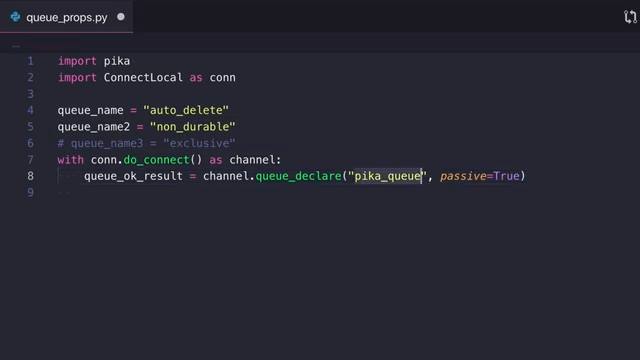 queue_props.py
1 import pika
2 import ConnectLocal as conn
3
4 queue_name = "auto_delete"
5 queue_name2 = "non_durable"
6 # queue_name3 = "exclusive"
7 with conn.do_connect() as channel:
8 queue_ok_result = channel.queue_declare("pika_queue", passive=True)
9